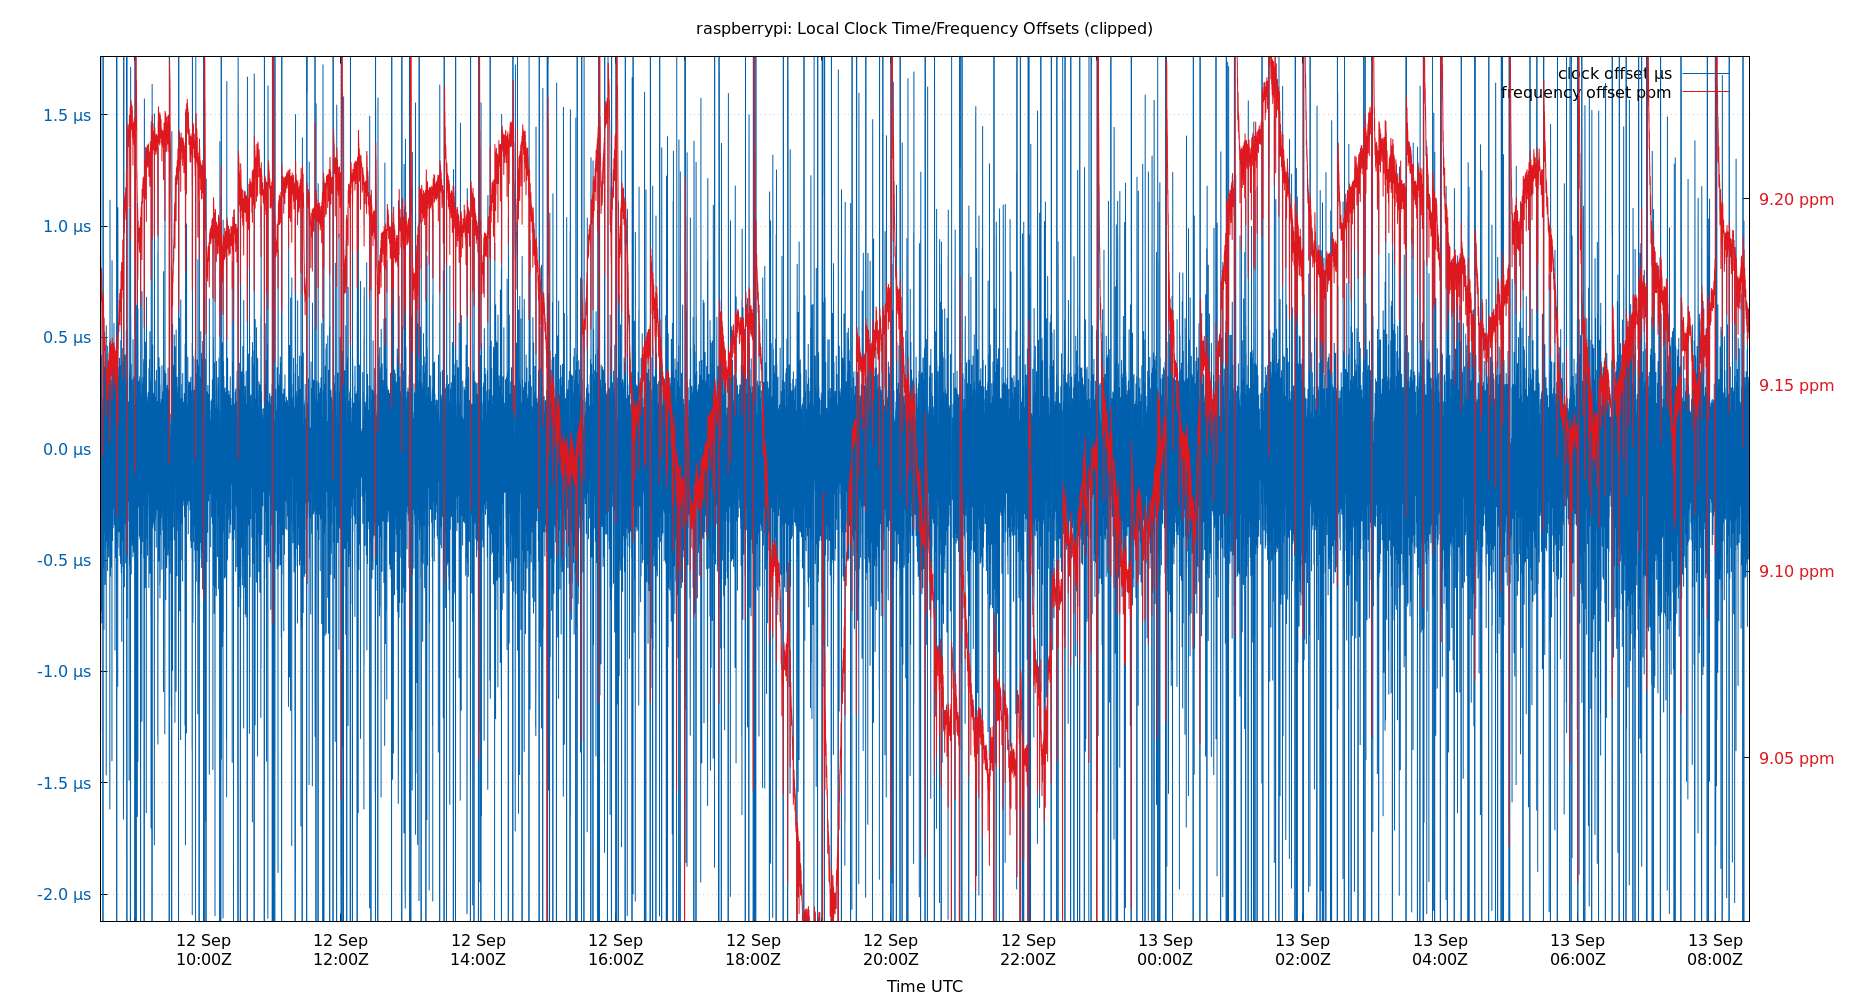 raspberrypi: Local Clock Time/Frequency Offsets (clipped)
clock offset µs
frequency offset ppm
1.5 µs
1.0 µs
0.5 µs
0.0 µs
-0.5 µs
-1.0 µs
-1.5 µs
-2.0 µs
9.20 ppm
9.15 ppm
9.10 ppm
9.05 ppm
12 Sep 12 Sep 12 Sep 12 Sep 12 Sep 12 Sep 12 Sep 13 Sep 13 Sep 13 Sep 13 Sep 13 Sep
10:00Z 12:00Z 14:00Z 16:00Z 18:00Z 20:00Z 22:00Z 00:00Z 02:00Z 04:00Z 06:00Z 08:00Z
Time UTC